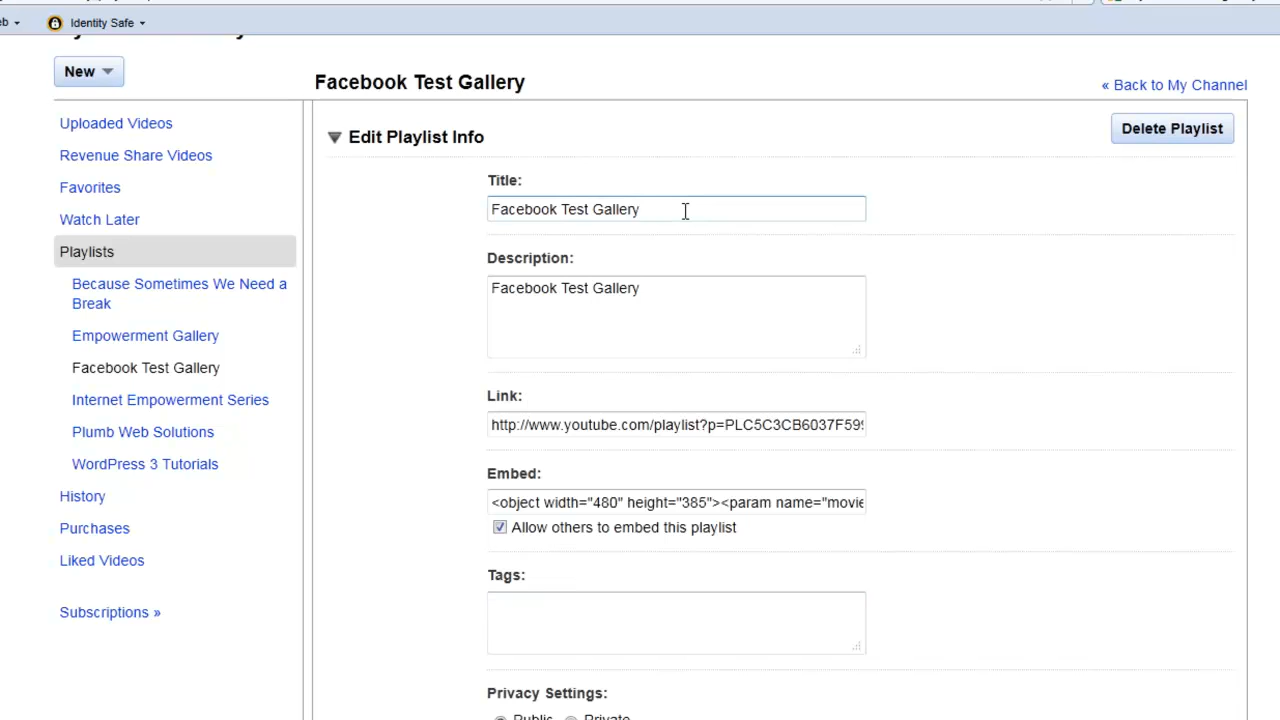 Identity Safe
New
Facebook Test Gallery
« Back to My Channel
Uploaded Videos
Revenue Share Videos
Favorites
Watch Later
Playlists
Because Sometimes We Need a
Break
Empowerment Gallery
Facebook Test Gallery
Internet Empowerment Series
Plumb Web Solutions
WordPress 3 Tutorials
History
Purchases
Liked Videos
Subscriptions »
Edit Playlist Info
Delete Playlist
Title:
Facebook Test Gallery
Description:
Facebook Test Gallery
Link:
http://www.youtube.com/playlist?p=PLC5C3CB6037F59
Embed:
<object width="480" height="385"><param name="movie
Allow others to embed this playlist
Tags:
Privacy Settings:
Public
Private